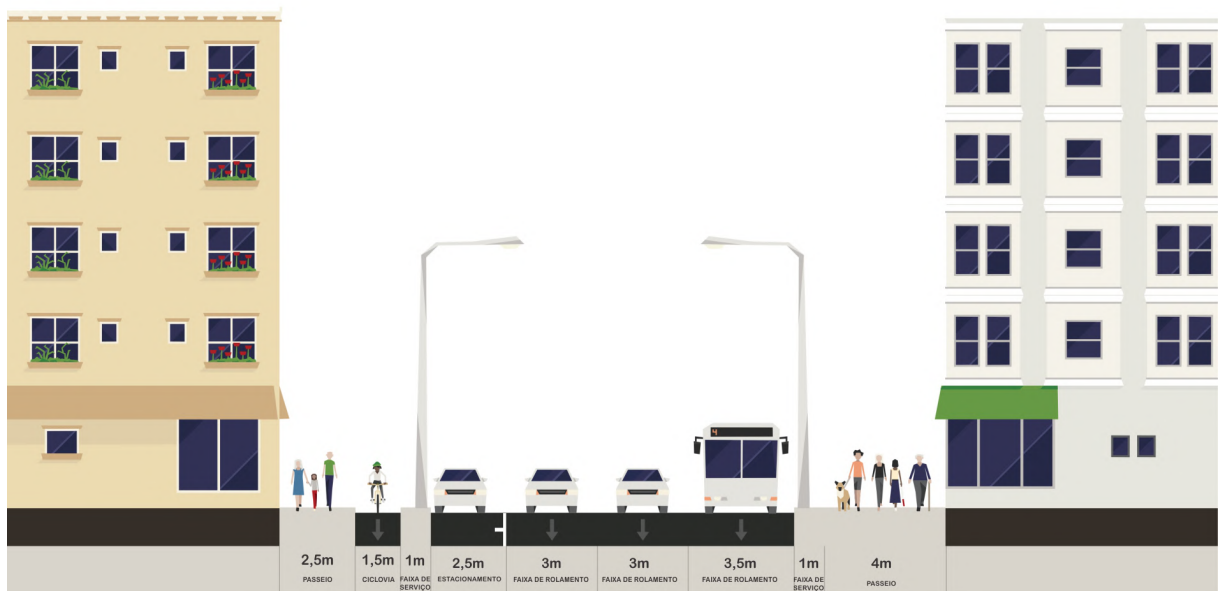 4
2,5m
PASSEIO
1,5m
CICLOVIA
1m
FAIXA DE
SERVIÇO
2,5m
ESTACIONAMENTO
3m
FAIXA DE ROLAMENTO
3m
FAIXA DE ROLAMENTO
3,5m
FAIXA DE ROLAMENTO
1m
FAIXA DE
SERVIÇO
4m
PASSEIO